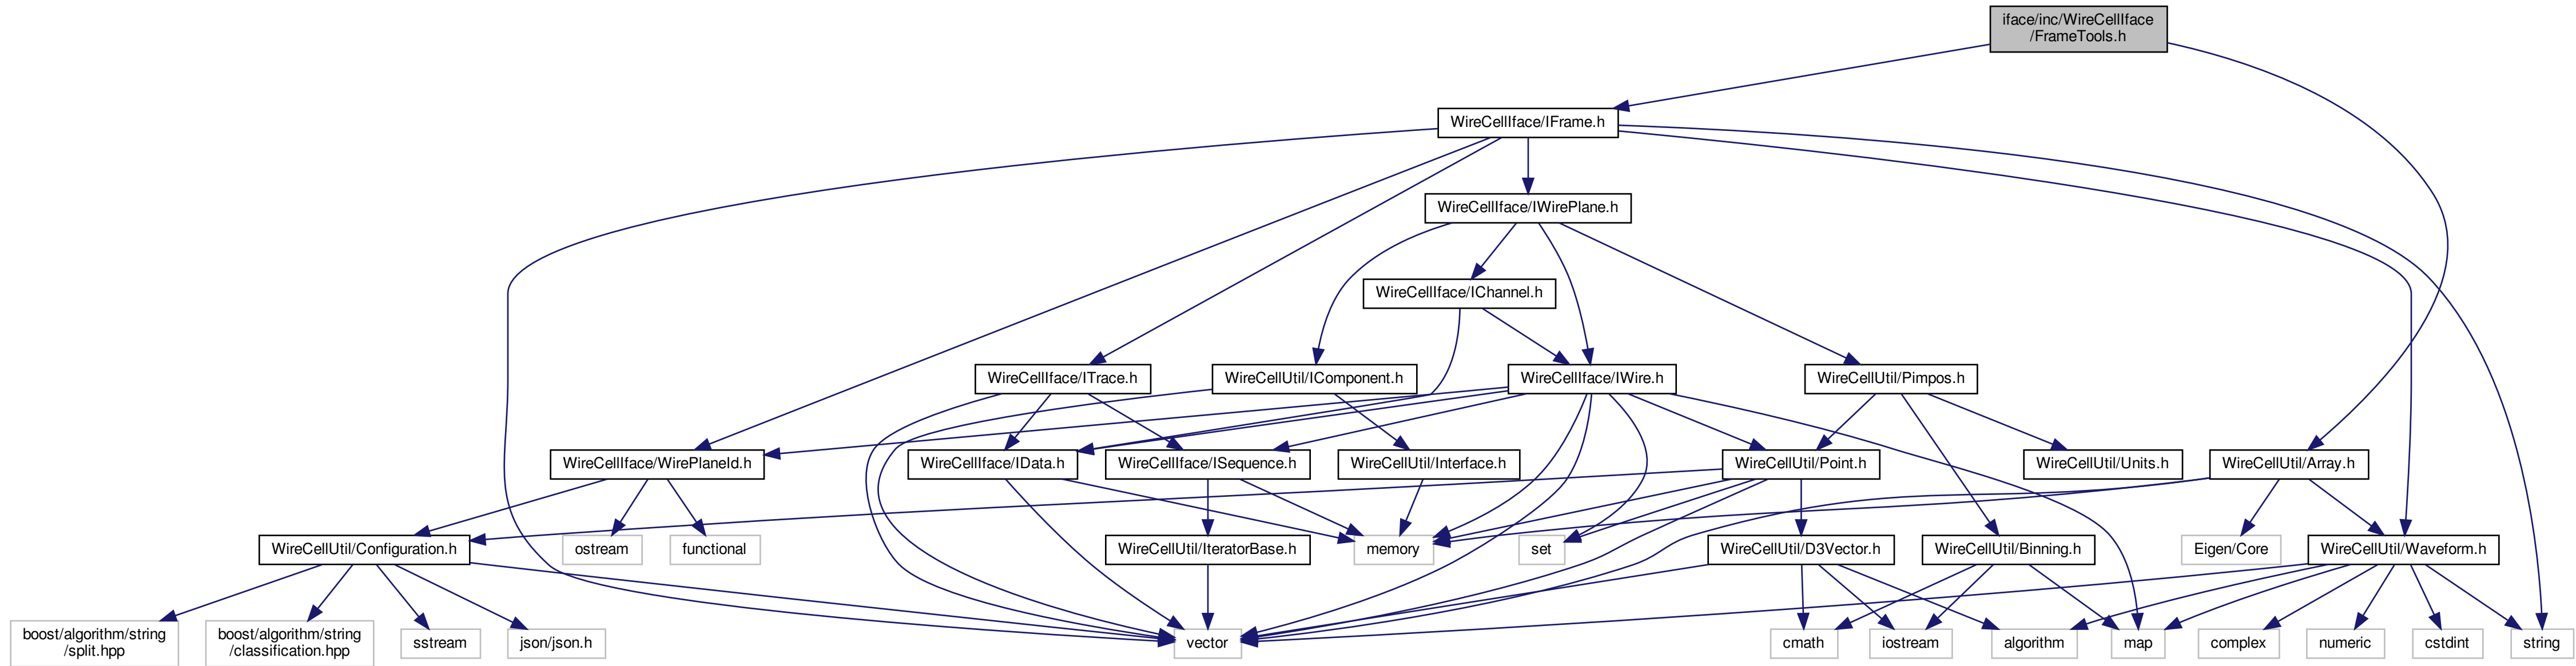 iface/inc/WireCellIface
/FrameTools.h
WireCellIface/IFrame.h
WireCellIface/IWirePlane.h
WireCellIface/IChannel.h
WireCellIface/ITrace.h
WireCellUtil/IComponent.h
WireCellIface/IWire.h
WireCellUtil/Pimpos.h
WireCellIface/WirePlaneId.h
WireCellIface/IData.h
WireCellIface/ISequence.h
WireCellUtil/Interface.h
WireCellUtil/Point.h
WireCellUtil/Units.h
WireCellUtil/Array.h
WireCellUtil/Configuration.h
ostream
functional
WireCellUtil/IteratorBase.h
memory
set
WireCellUtil/D3Vector.h
WireCellUtil/Binning.h
Eigen/Core
WireCellUtil/Waveform.h
boost/algorithm/string
/split.hpp
boost/algorithm/string
/classification.hpp
sstream
json/json.h
vector
cmath
iostream
algorithm
map
complex
numeric
cstdint
string